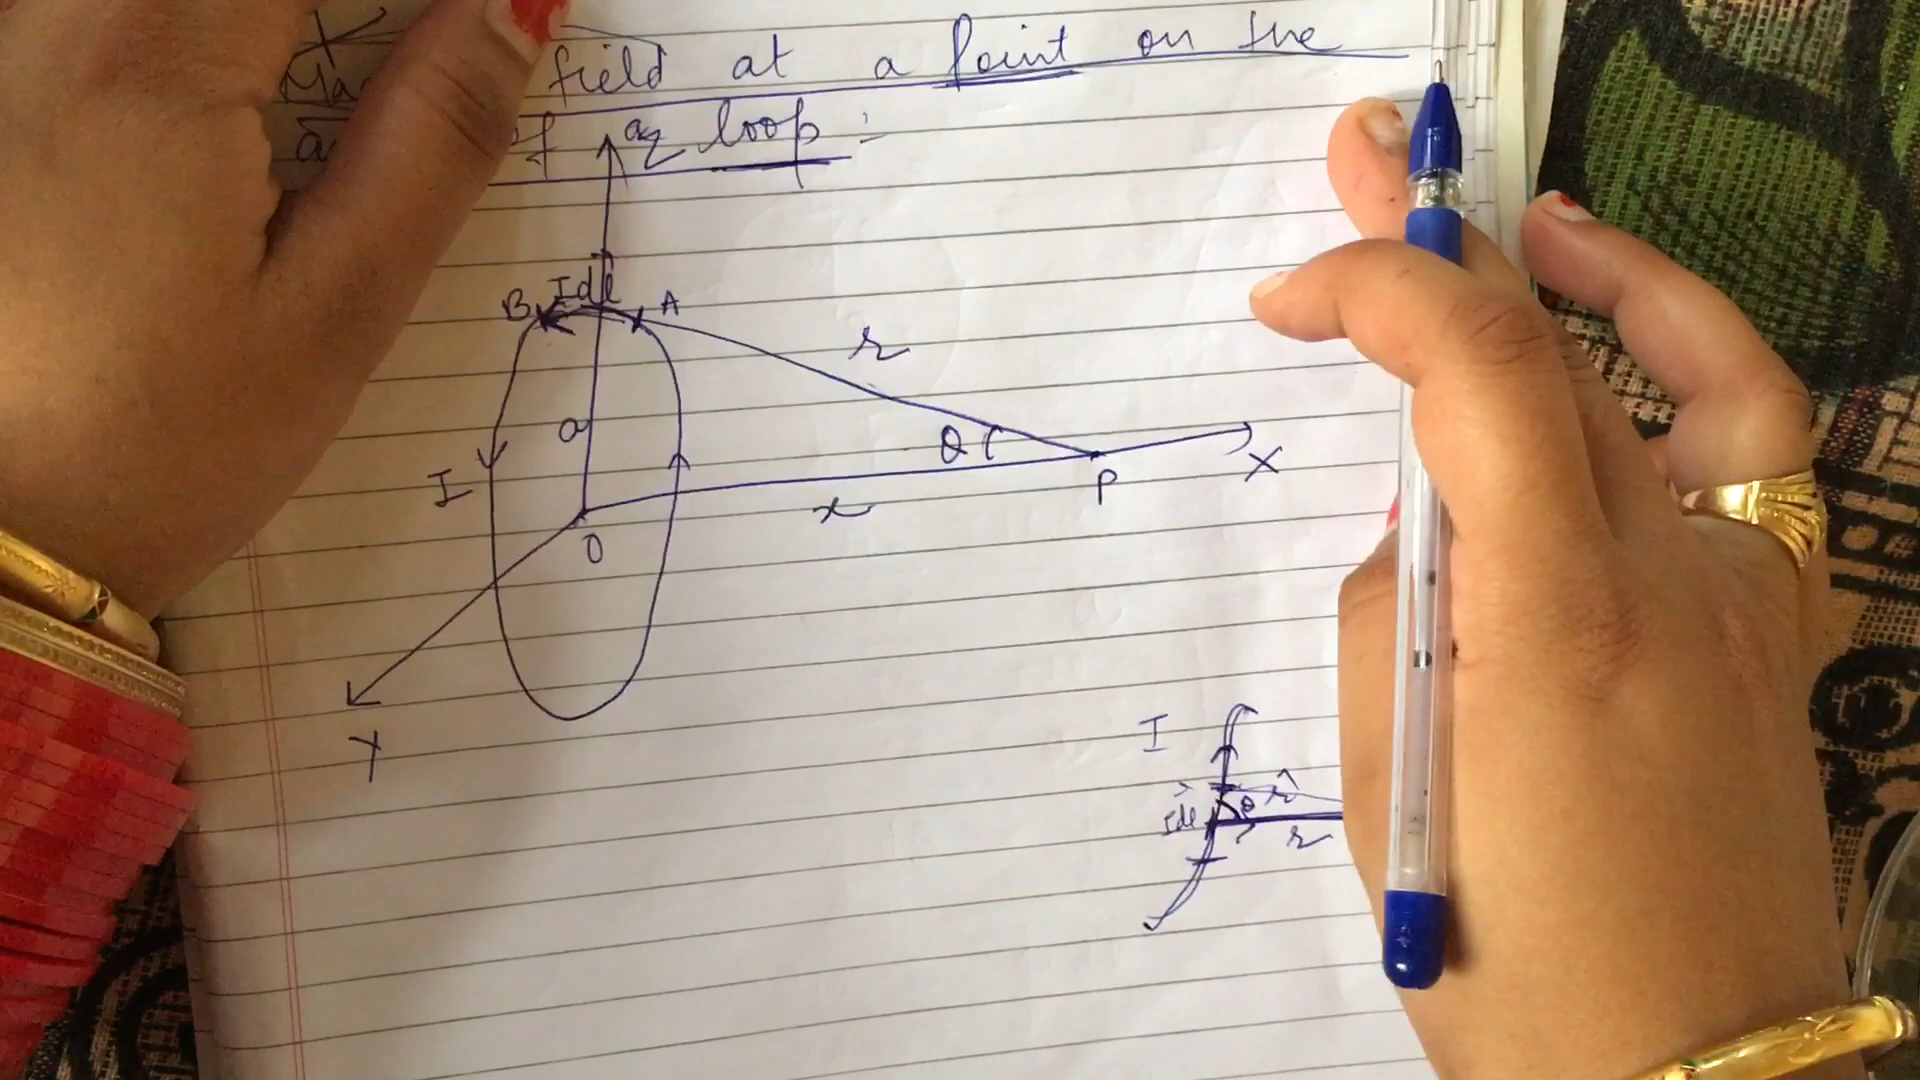 field at a Point on the
of a loop :-
B Idl A
r
a
θ
I
X
x
P
O
Y
I
r̂
Idl θ
r